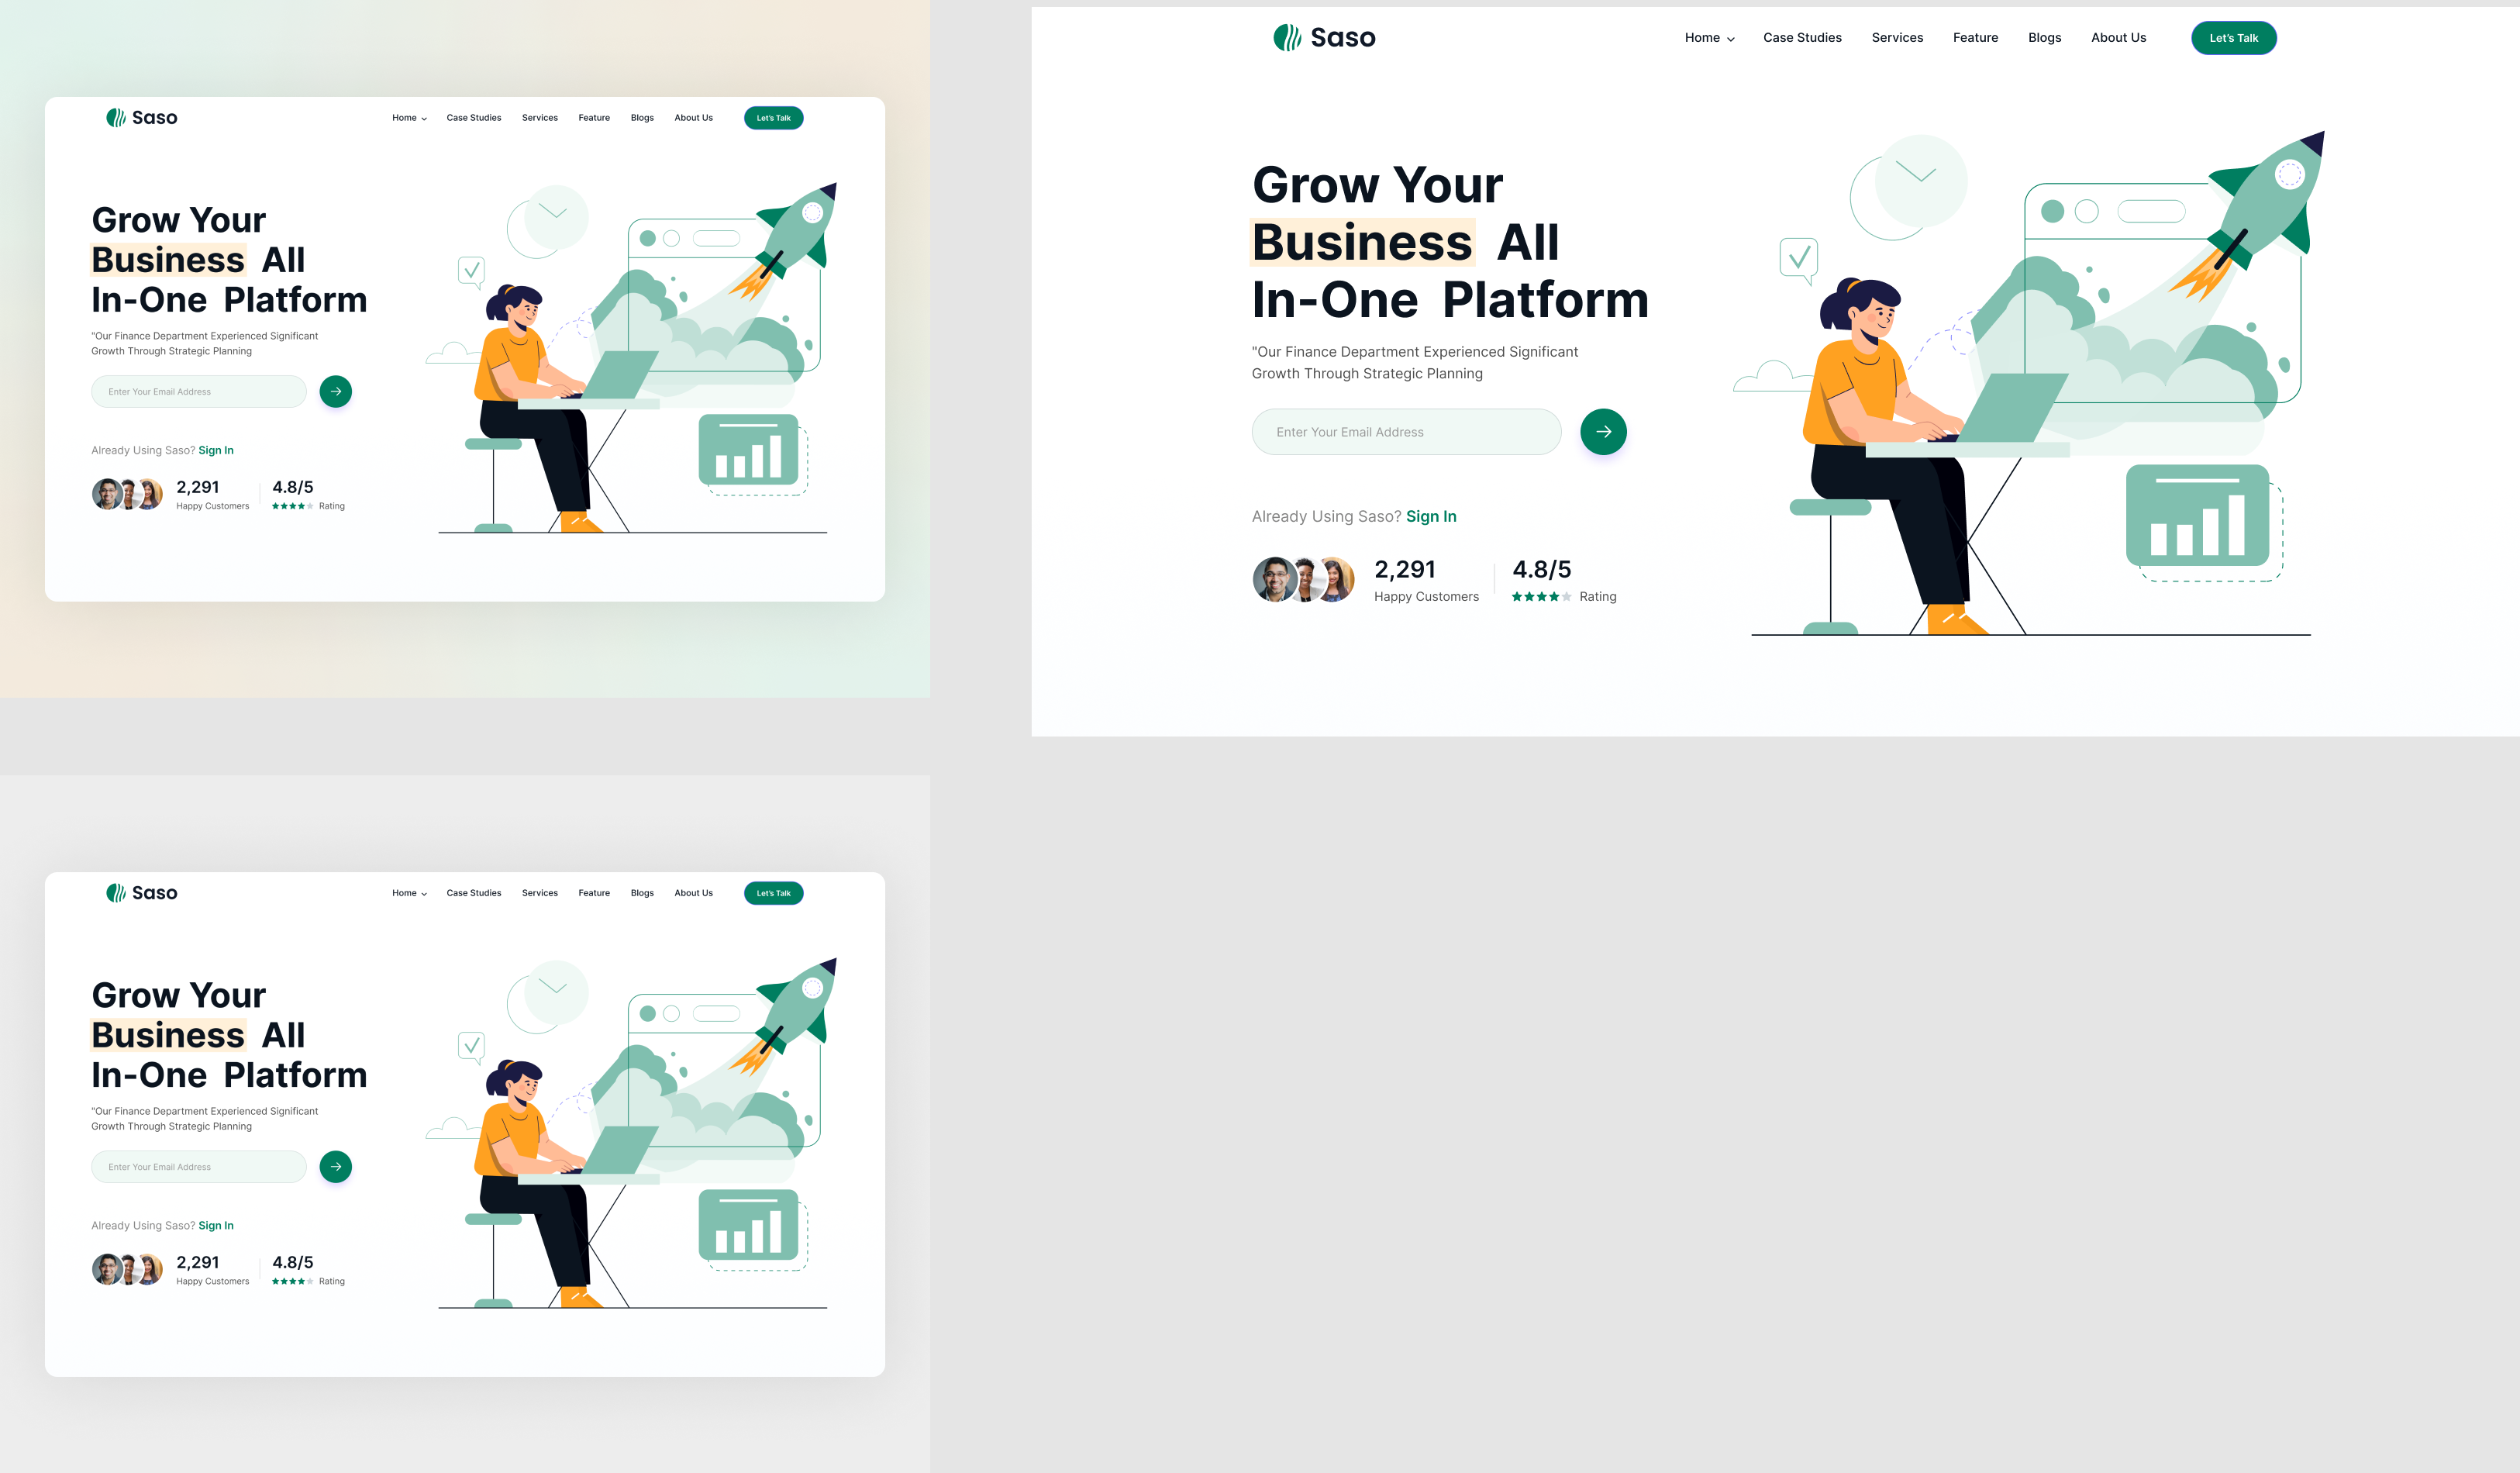 Saso
Home Case Studies Services Feature Blogs About Us Let's Talk
Grow Your
Business All
In-One Platform
"Our Finance Department Experienced Significant
Growth Through Strategic Planning
Enter Your Email Address
Already Using Saso? Sign In
2,291 4.8/5
Happy Customers Rating
Saso
Home Case Studies Services Feature Blogs About Us Let's Talk
Grow Your
Business All
In-One Platform
"Our Finance Department Experienced Significant
Growth Through Strategic Planning
Enter Your Email Address
Already Using Saso? Sign In
2,291 4.8/5
Happy Customers Rating
Saso
Home Case Studies Services Feature Blogs About Us Let's Talk
Grow Your
Business All
In-One Platform
"Our Finance Department Experienced Significant
Growth Through Strategic Planning
Enter Your Email Address
Already Using Saso? Sign In
2,291 4.8/5
Happy Customers Rating